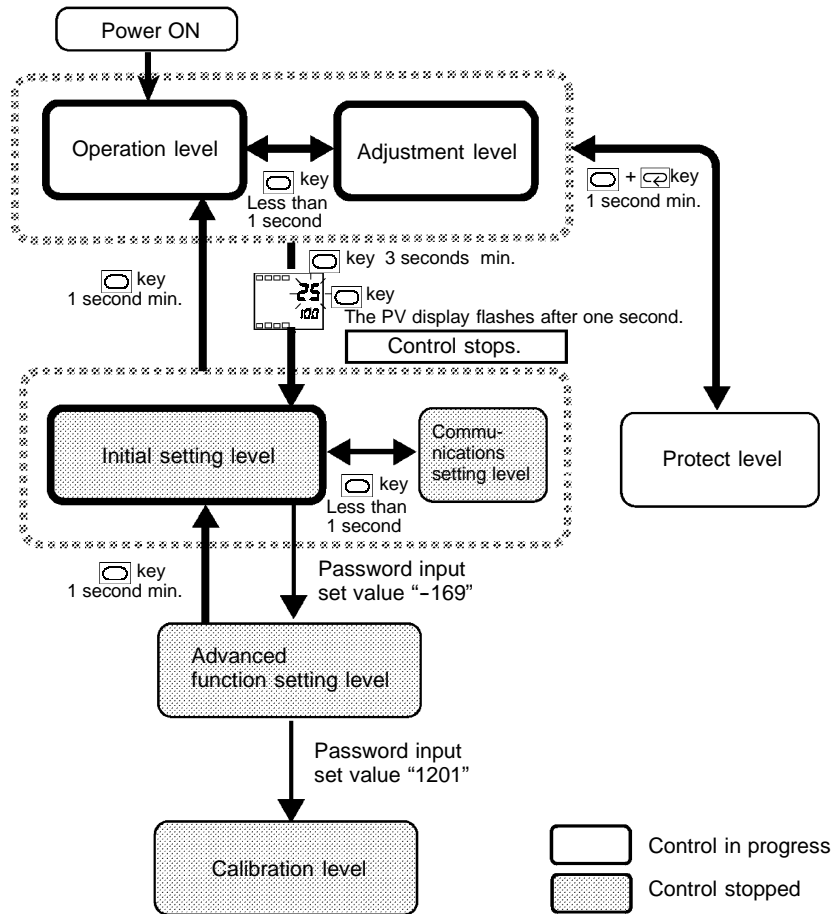 Power ON
Operation level
Adjustment level
key
Less than
1 second
+ key
1 second min.
key
1 second min.
key 3 seconds min.
25
100
key
The PV display flashes after one second.
Control stops.
Initial setting level
Commu-
nications
setting level
Protect level
key
Less than
1 second
key
1 second min.
Password input
set value “-169”
Advanced
function setting level
Password input
set value “1201”
Calibration level
Control in progress
Control stopped